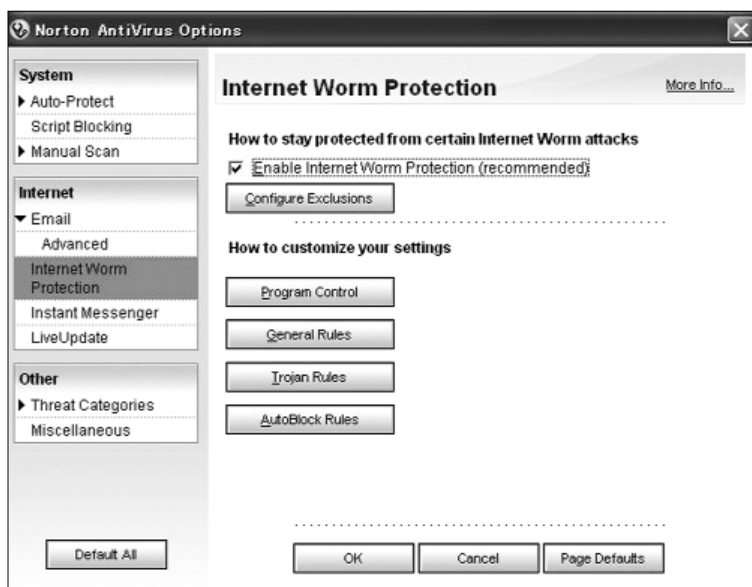 Norton AntiVirus Options
System
Auto-Protect
Script Blocking
Manual Scan
Internet
Email
Advanced
Internet Worm
Protection
Instant Messenger
LiveUpdate
Other
Threat Categories
Miscellaneous
Default All
Internet Worm Protection
More Info...
How to stay protected from certain Internet Worm attacks
Enable Internet Worm Protection (recommended)
Configure Exclusions
How to customize your settings
Program Control
General Rules
Trojan Rules
AutoBlock Rules
OK
Cancel
Page Defaults